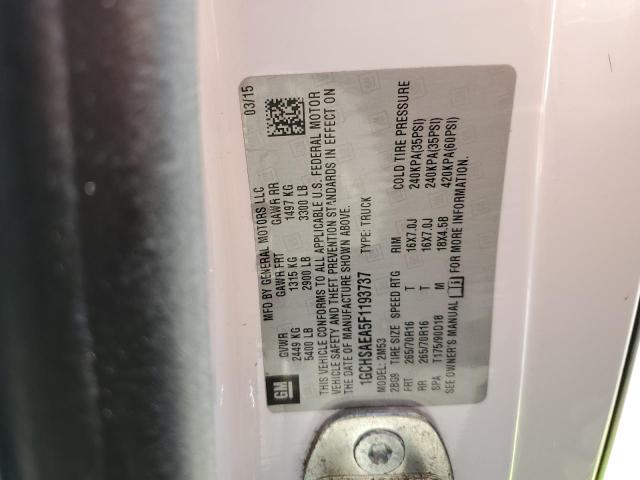 GM
MFD BY GENERAL MOTORS LLC
03/15
GVWR GAWR FRT GAWR RR
2449 KG 1315 KG 1497 KG
5400 LB 2900 LB 3300 LB
THIS VEHICLE CONFORMS TO ALL APPLICABLE U.S. FEDERAL MOTOR
VEHICLE SAFETY AND THEFT PREVENTION STANDARDS IN EFFECT ON
THE DATE OF MANUFACTURE SHOWN ABOVE.
1GCHSAEA5F1193737 TYPE: TRUCK
MODEL: 2M53
2BG9 TIRE SIZE SPEED RTG RIM COLD TIRE PRESSURE
FRT 265/70R16 T 16X7.0J 240KPA(35PSI)
RR 265/70R16 T 16X7.0J 240KPA(35PSI)
SPA T175/90D18 M 18X4.5B 420KPA(60PSI)
SEE OWNER'S MANUAL FOR MORE INFORMATION.